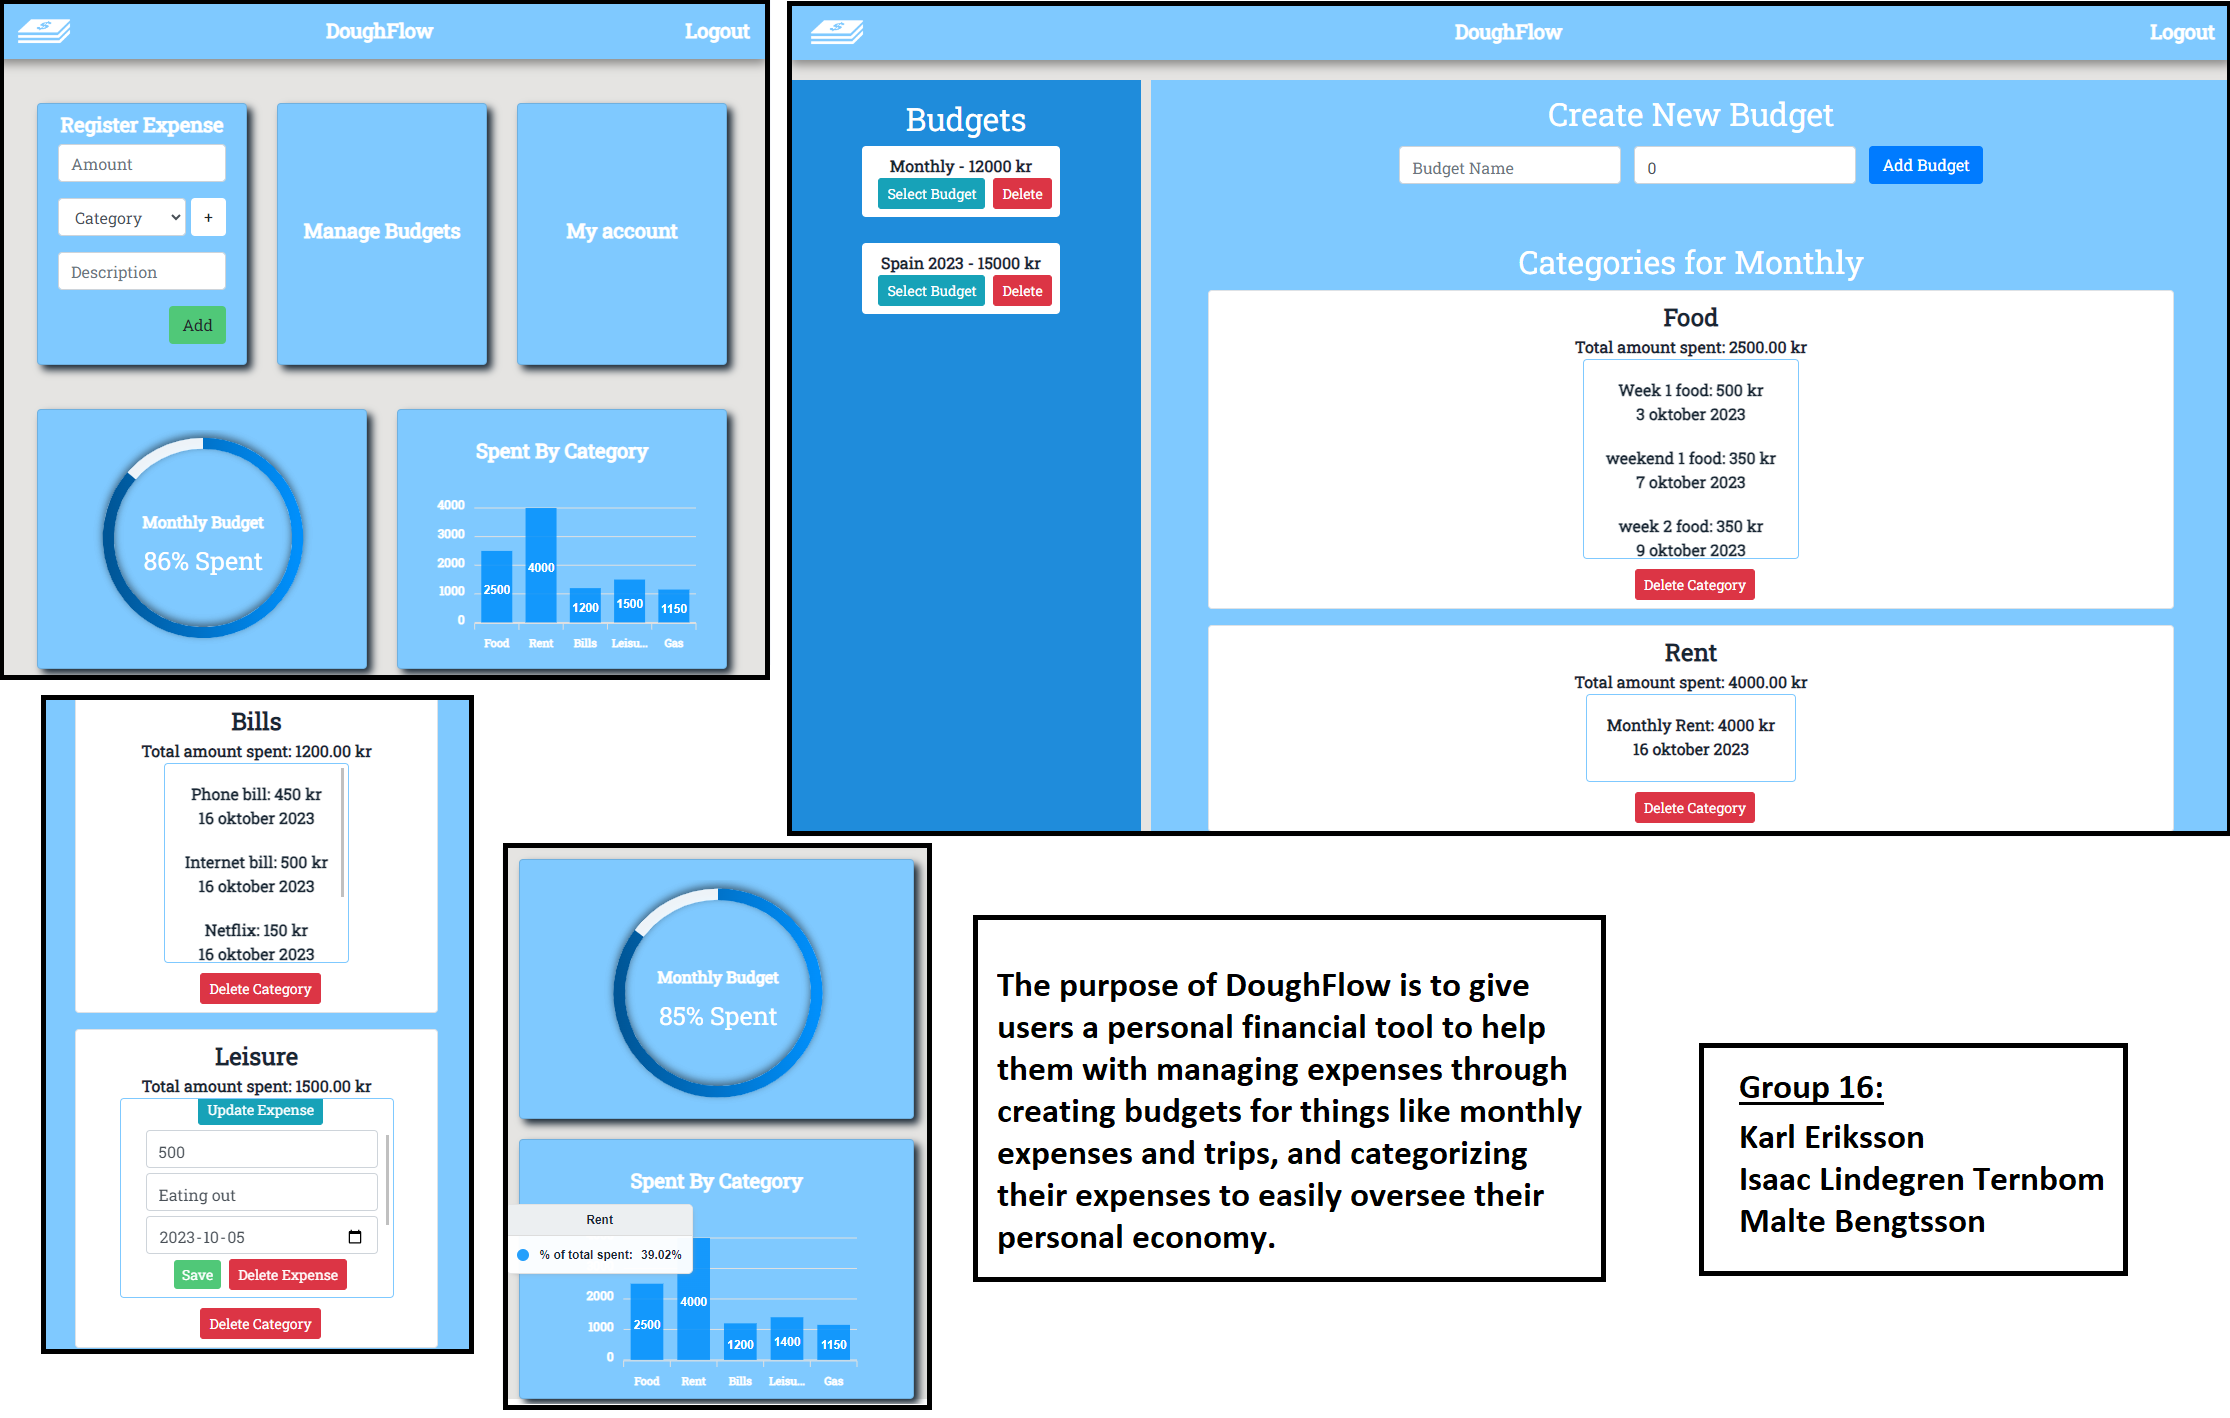 $
DoughFlow
Logout
Register Expense
Amount
Category
+
Description
Add
Manage Budgets
My account
Monthly Budget
86% Spent
Spent By Category
4000
3000
2000
1000
0
2500
4000
1200
1500
1150
Food
Rent
Bills
Leisu...
Gas
$
DoughFlow
Logout
Budgets
Monthly - 12000 kr
Select Budget
Delete
Spain 2023 - 15000 kr
Select Budget
Delete
Create New Budget
Budget Name
0
Add Budget
Categories for Monthly
Food
Total amount spent: 2500.00 kr
Week 1 food: 500 kr
3 oktober 2023
weekend 1 food: 350 kr
7 oktober 2023
week 2 food: 350 kr
9 oktober 2023
Delete Category
Rent
Total amount spent: 4000.00 kr
Monthly Rent: 4000 kr
16 oktober 2023
Delete Category
Bills
Total amount spent: 1200.00 kr
Phone bill: 450 kr
16 oktober 2023
Internet bill: 500 kr
16 oktober 2023
Netflix: 150 kr
16 oktober 2023
Delete Category
Leisure
Total amount spent: 1500.00 kr
Update Expense
500
Eating out
2023-10-05
Save
Delete Expense
Delete Category
Monthly Budget
85% Spent
Spent By Category
Rent
% of total spent: 39.02%
2000
1000
0
2500
4000
1200
1400
1150
Food
Rent
Bills
Leisu...
Gas
The purpose of DoughFlow is to give
users a personal financial tool to help
them with managing expenses through
creating budgets for things like monthly
expenses and trips, and categorizing
their expenses to easily oversee their
personal economy.
Group 16:
Karl Eriksson
Isaac Lindegren Ternbom
Malte Bengtsson